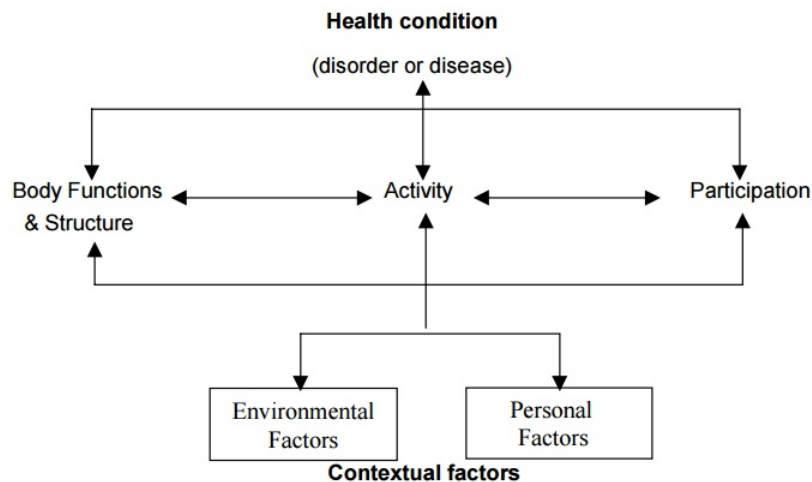 Health condition
(disorder or disease)
Body Functions
& Structure
Activity
Participation
Environmental
Factors
Personal
Factors
Contextual factors